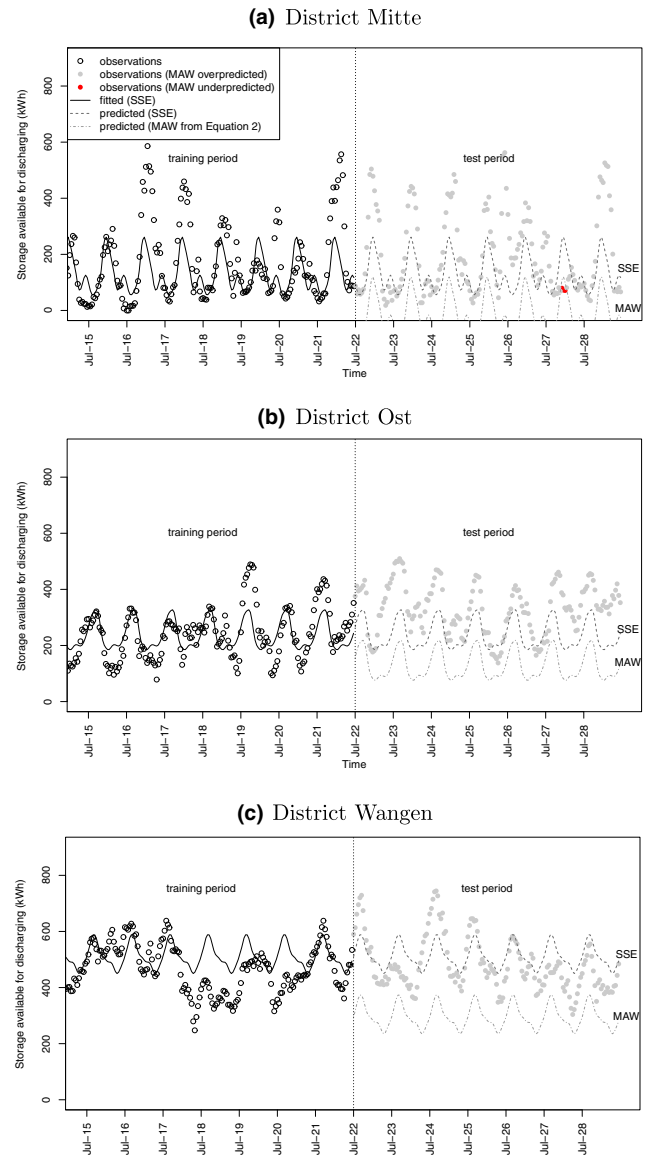 (a) District Mitte
Storage available for discharging (kWh)
800
600
400
200
0
observations
observations (MAW overpredicted)
observations (MAW underpredicted)
fitted (SSE)
predicted (SSE)
predicted (MAW from Equation 2)
training period
test period
SSE
MAW
Jul−15
Jul−16
Jul−17
Jul−18
Jul−19
Jul−20
Jul−21
Jul−22
Jul−23
Jul−24
Jul−25
Jul−26
Jul−27
Jul−28
Time
(b) District Ost
Storage available for discharging (kWh)
800
600
400
200
0
training period
test period
SSE
MAW
Jul−15
Jul−16
Jul−17
Jul−18
Jul−19
Jul−20
Jul−21
Jul−22
Jul−23
Jul−24
Jul−25
Jul−26
Jul−27
Jul−28
Time
(c) District Wangen
Storage available for discharging (kWh)
800
600
400
200
0
training period
test period
SSE
MAW
Jul−15
Jul−16
Jul−17
Jul−18
Jul−19
Jul−20
Jul−21
Jul−22
Jul−23
Jul−24
Jul−25
Jul−26
Jul−27
Jul−28